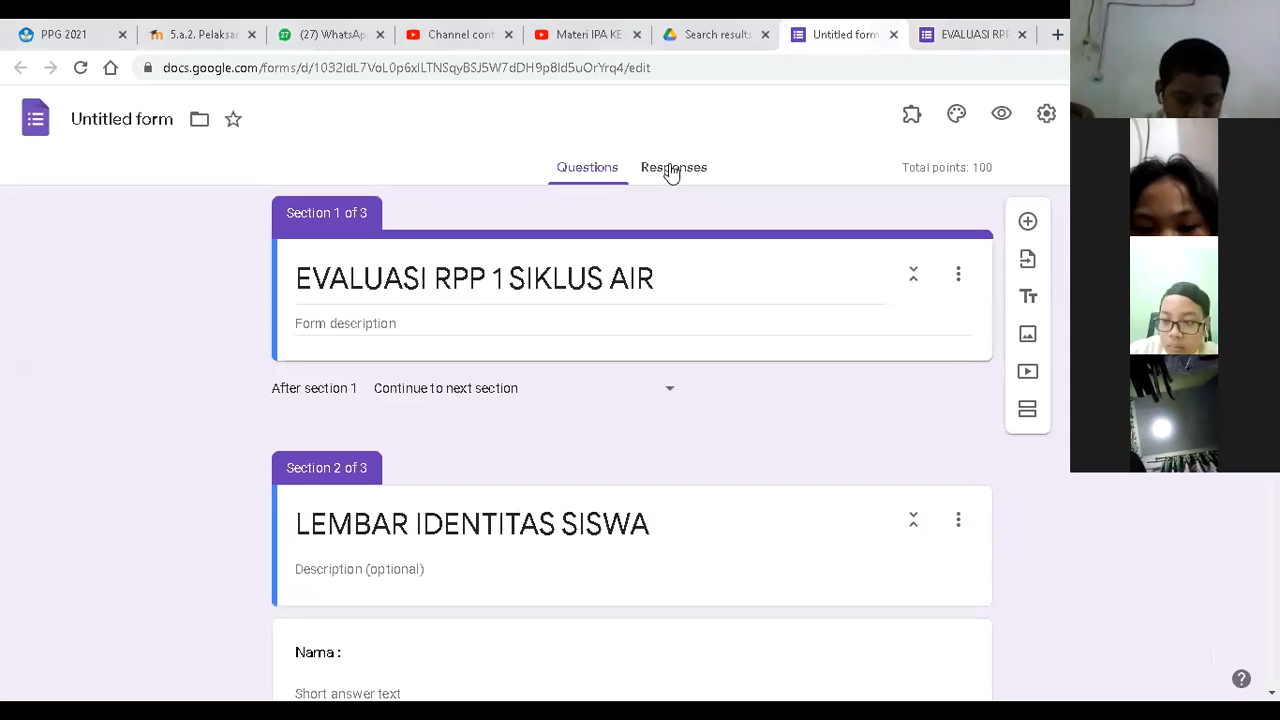 PPG 2021
5.a.2. Pelaksar
27
(27) WhatsAp
Channel cont
Materi IPA KE
Search results
Untitled form
EVALUASI RPP
docs.google.com/forms/d/
/edit
Untitled form
Questions
Responses
Total points: 100
Section 1 of 3
EVALUASI RPP 1 SIKLUS AIR
Form description
After section 1 Continue to next section
Section 2 of 3
LEMBAR IDENTITAS SISWA
Description (optional)
Nama :
Short answer text